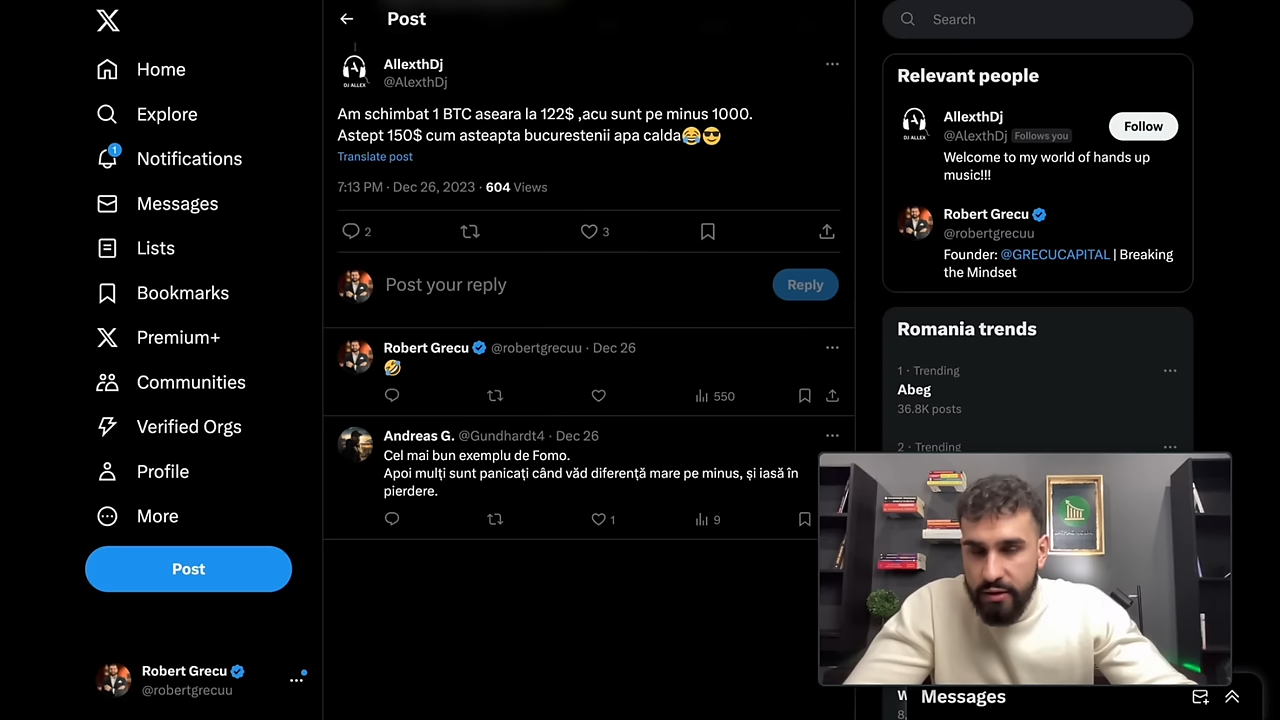 Home
Explore
1
Notifications
Messages
Lists
Bookmarks
Premium+
Communities
Verified Orgs
Profile
More
Post
Robert Grecu
@robertgrecuu
Post
DJ ALLEX
AllexthDj
@AlexthDj
Am schimbat 1 BTC aseara la 122$ ,acu sunt pe minus 1000.
Astept 150$ cum asteapta bucurestenii apa calda😂😎
Translate post
7:13 PM · Dec 26, 2023 · 604 Views
2
3
Post your reply
Reply
Robert Grecu @robertgrecuu · Dec 26
🤣
550
Andreas G. @Gundhardt4 · Dec 26
Cel mai bun exemplu de Fomo.
Apoi mulți sunt panicați când văd diferență mare pe minus, și iasă în
pierdere.
1
9
Search
Relevant people
DJ ALLEX
AllexthDj
@AlexthDj Follows you
Follow
Welcome to my world of hands up
music!!!
Robert Grecu
@robertgrecuu
Founder: @GRECUCAPITAL | Breaking
the Mindset
Romania trends
1 · Trending
Abeg
36.8K posts
2 · Trending
Messages